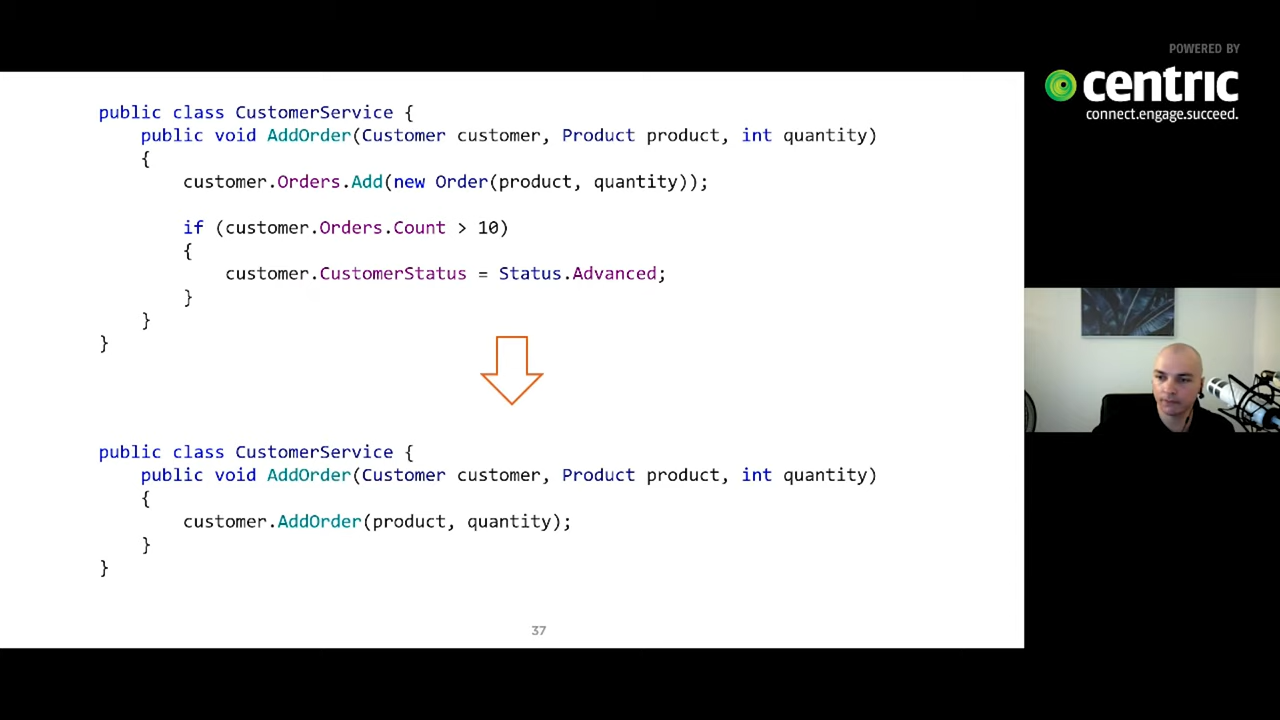 POWERED BY
centric
connect.engage.succeed.
public class CustomerService {
    public void AddOrder(Customer customer, Product product, int quantity)
    {
        customer.Orders.Add(new Order(product, quantity));
        if (customer.Orders.Count > 10)
        {
            customer.CustomerStatus = Status.Advanced;
        }
    }
}
public class CustomerService {
    public void AddOrder(Customer customer, Product product, int quantity)
    {
        customer.AddOrder(product, quantity);
    }
}
37